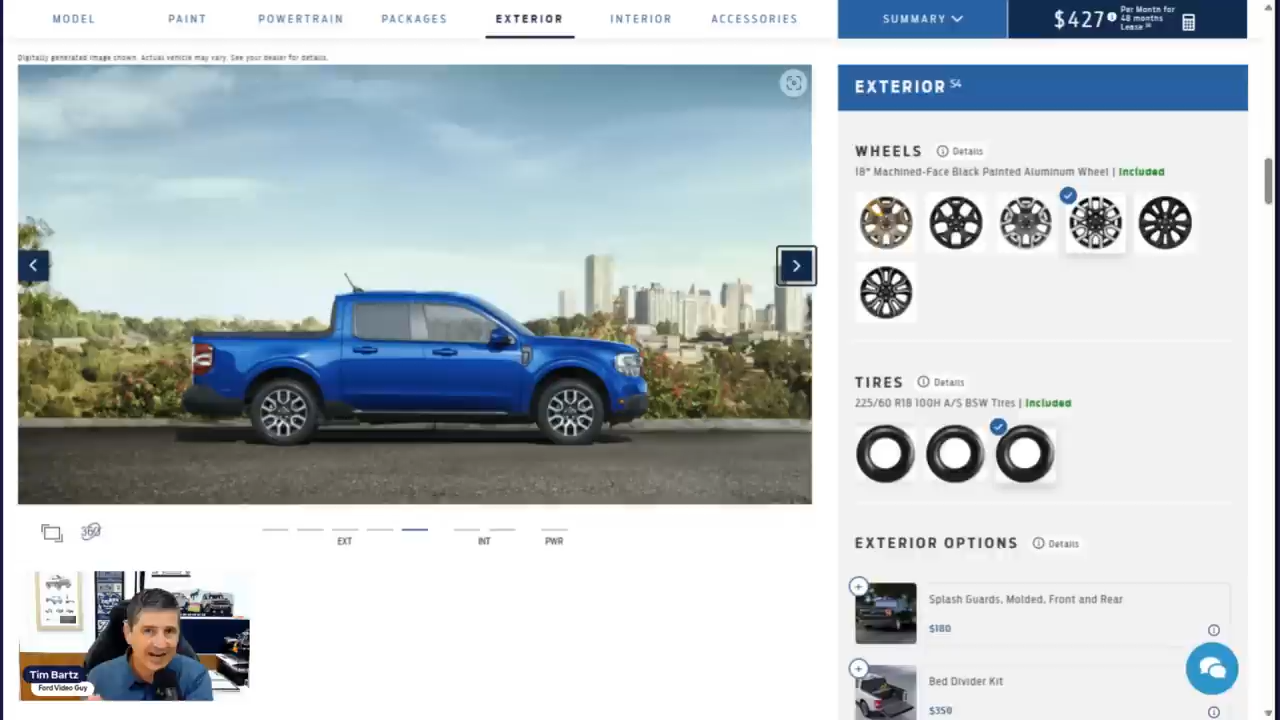 MODEL
PAINT
POWERTRAIN
PACKAGES
EXTERIOR
INTERIOR
ACCESSORIES
SUMMARY
$427
Per Month for
48 months
Lease
Digitally generated image shown. Actual vehicle may vary. See your dealer for details.
EXTERIOR 54
WHEELS Details
18" Machined-Face Black Painted Aluminum Wheel | Included
TIRES Details
225/60 R18 100H A/S BSW Tires | Included
EXTERIOR OPTIONS Details
Splash Guards, Molded, Front and Rear
$180
Bed Divider Kit
$350
360
EXT
INT
PWR
Tim Bartz
Ford Video Guy